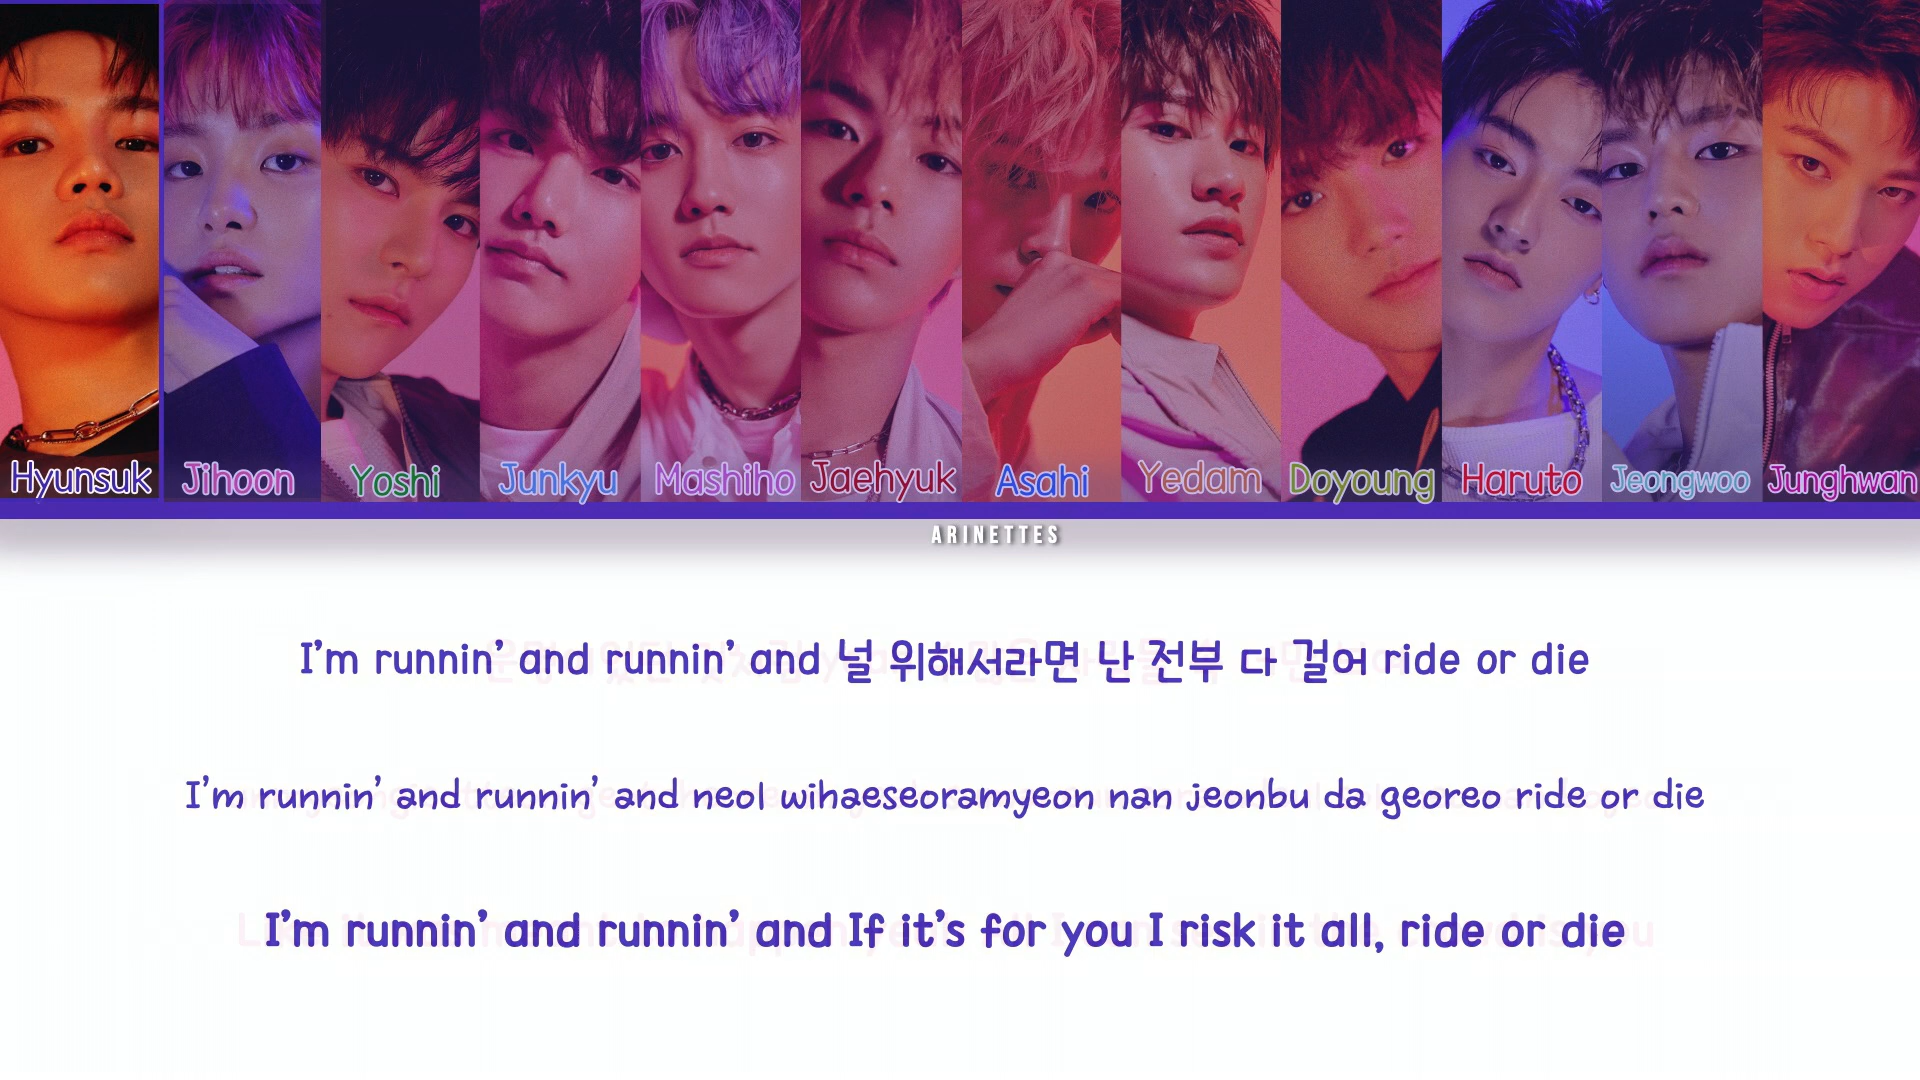 Hyunsuk Jihoon Yoshi Junkyu Mashiho Jaehyuk Asahi Yedam Doyoung Haruto Jeongwoo Junghwan
ARINETTES
I'm runnin' and runnin' and 널 위해서라면 난 전부 다 걸어 ride or die
I'm runnin' and runnin' and neol wihaeseoramyeon nan jeonbu da georeo ride or die
I'm runnin' and runnin' and If it's for you I risk it all, ride or die